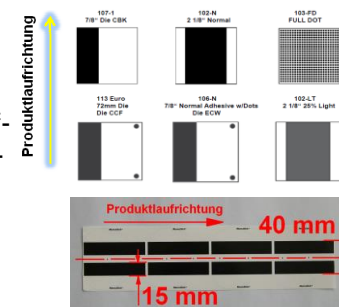 Produktlaufrichtung
107-1
7/8" Die CBK
102-N
2 1/8" Normal
103-FD
FULL DOT
113 Euro
72mm Die
Die CCF
106-N
7/8" Normal Adhesive w/Dots
Die ECW
102-LT
2 1/8" 25% Light
Produktlaufrichtung
40 mm
15 mm